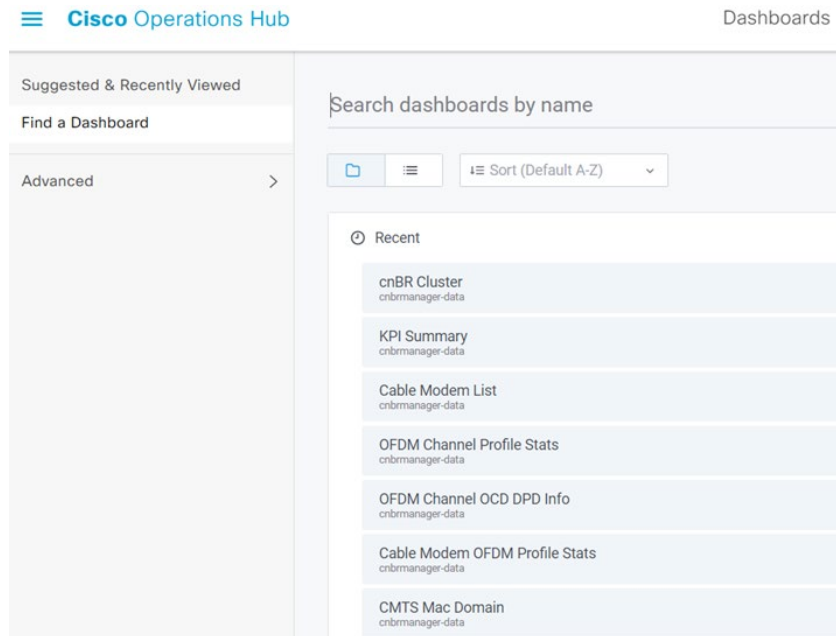 Cisco Operations Hub
Dashboards
Suggested & Recently Viewed
Find a Dashboard
Advanced
Search dashboards by name
Sort (Default A-Z)
Recent
cnBR Cluster
cnbrmanager-data
KPI Summary
cnbrmanager-data
Cable Modem List
cnbrmanager-data
OFDM Channel Profile Stats
cnbrmanager-data
OFDM Channel OCD DPD Info
cnbrmanager-data
Cable Modem OFDM Profile Stats
cnbrmanager-data
CMTS Mac Domain
cnbrmanager-data